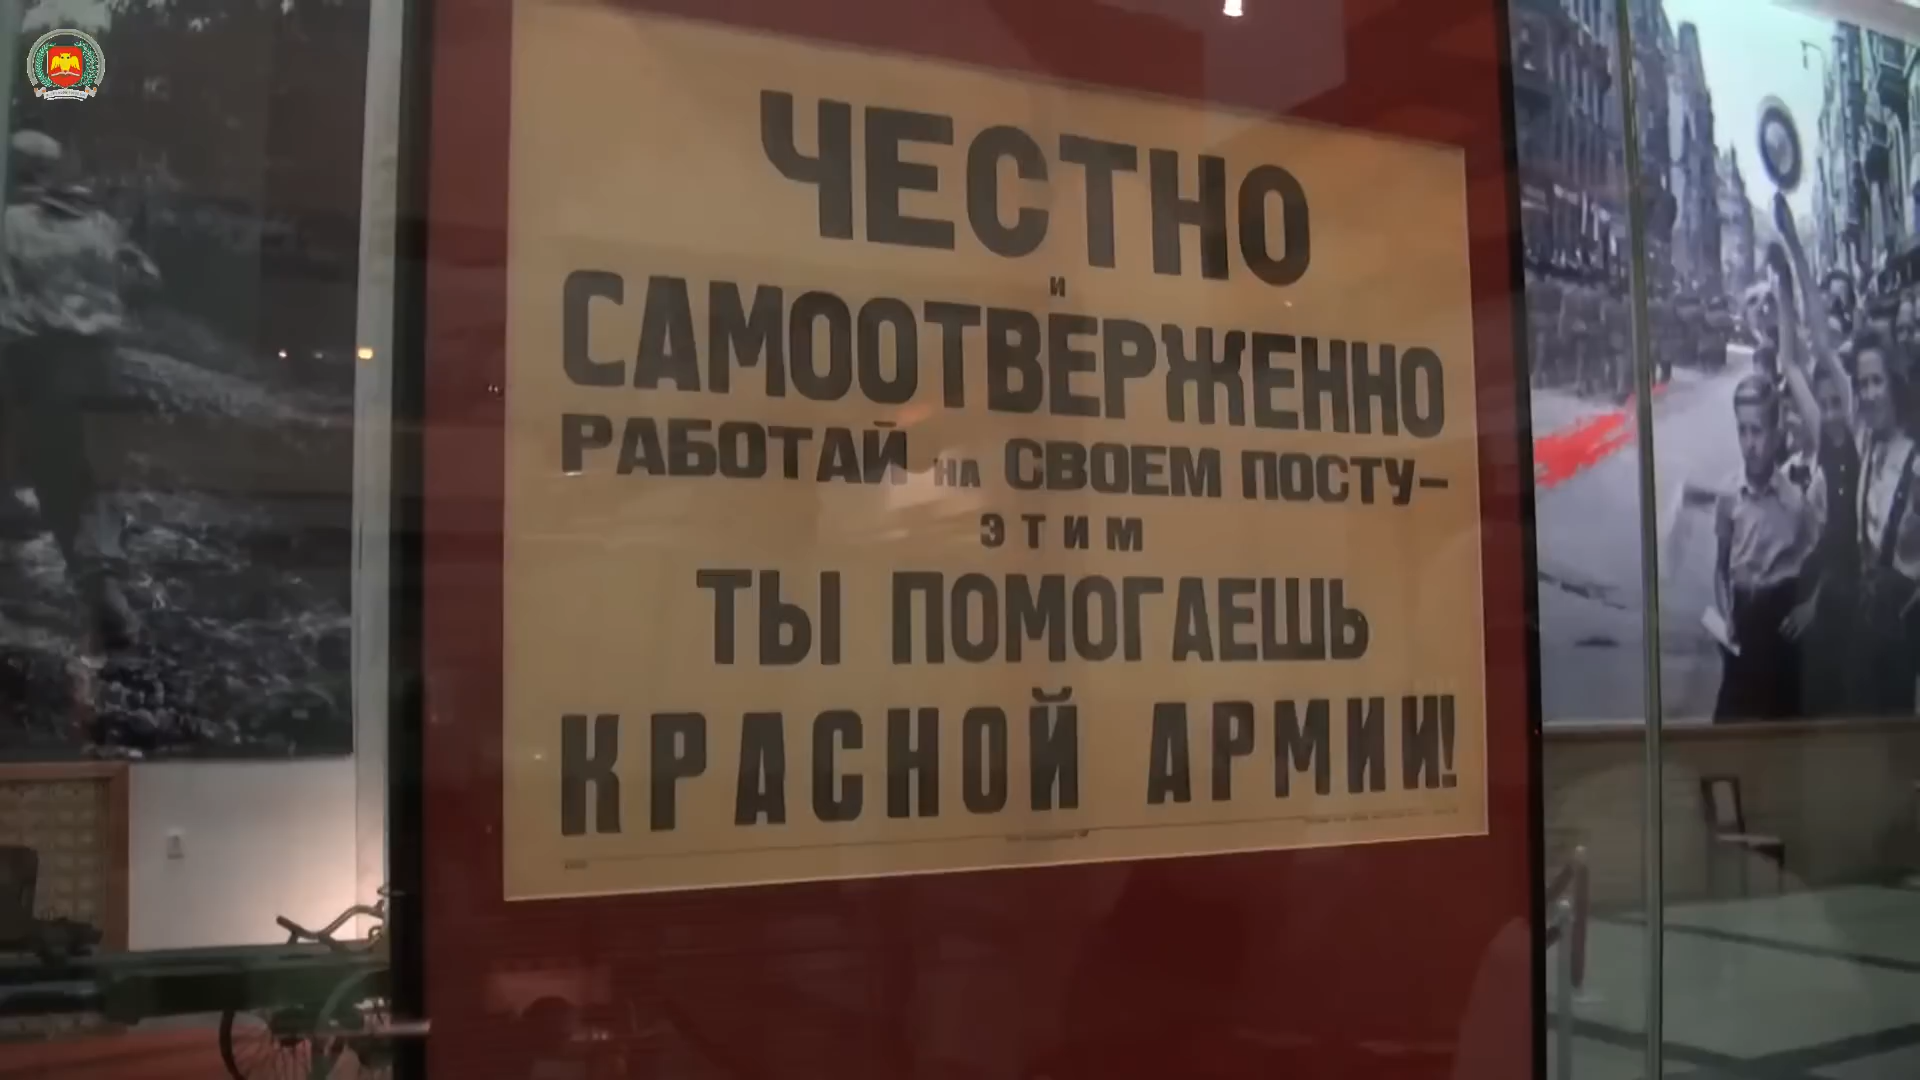 ЧЕСТНО
И
САМООТВЕРЖЕННО
РАБОТАЙ НА СВОЕМ ПОСТУ—
ЭТИМ
ТЫ ПОМОГАЕШЬ
КРАСНОЙ АРМИИ!